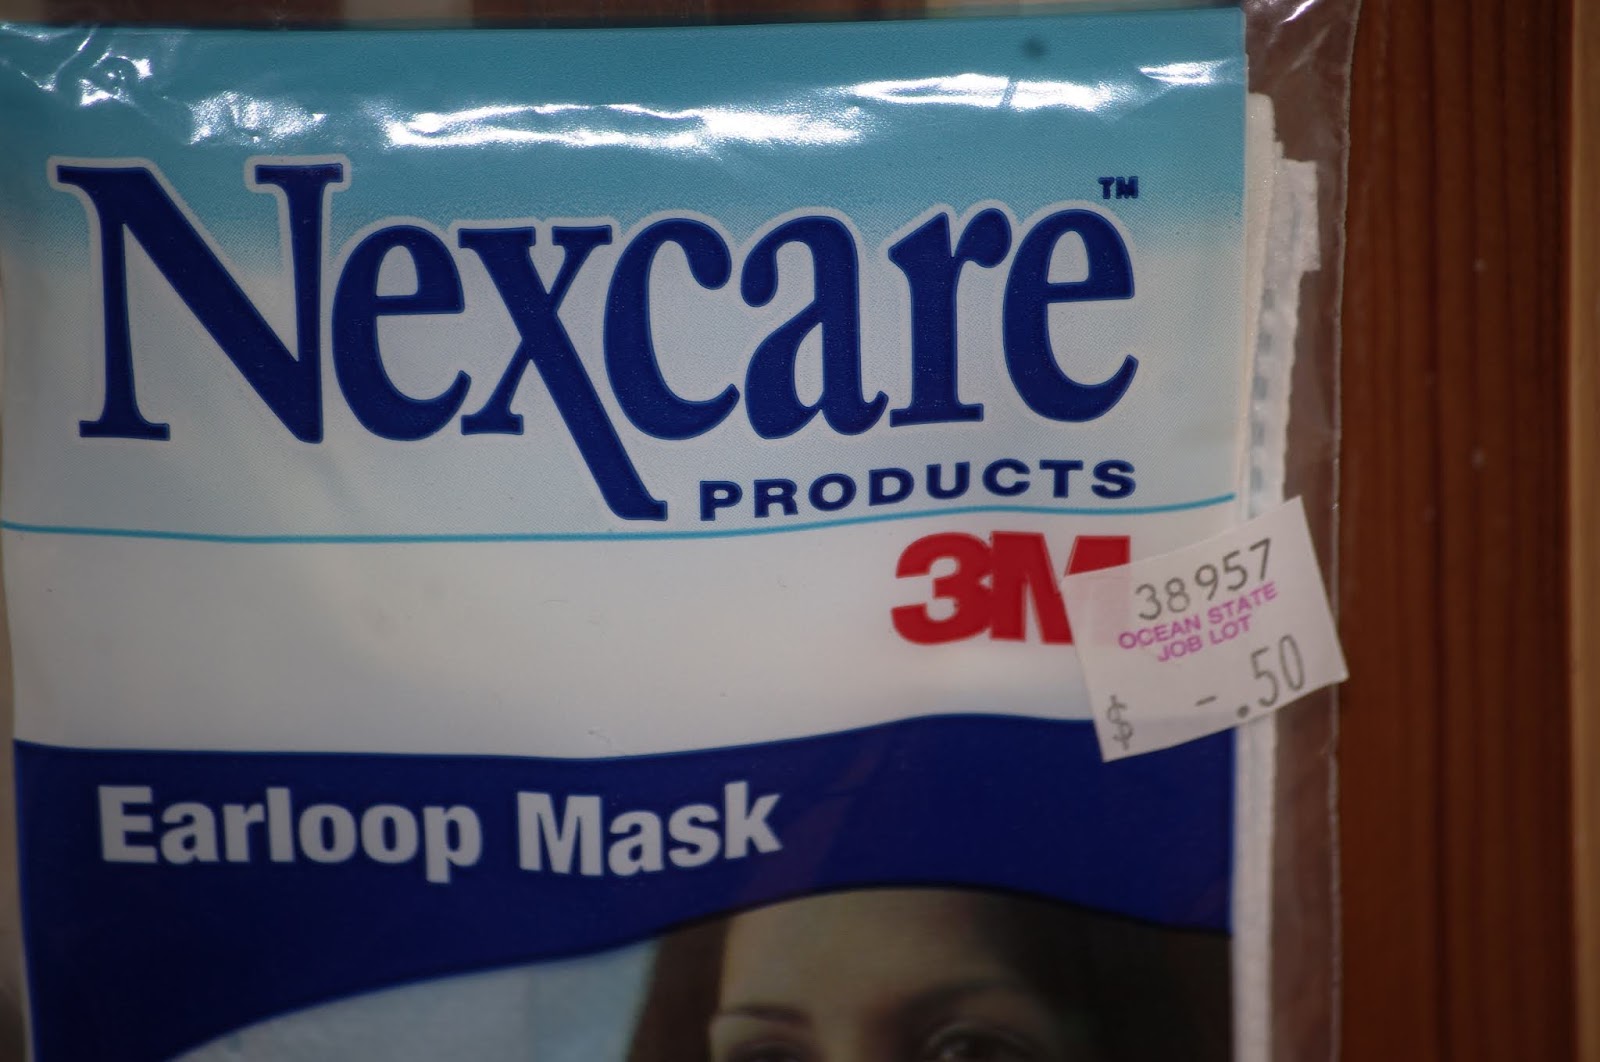 Nexcare™
PRODUCTS
3M
38957
OCEAN STATE
JOB LOT
$ -.50
Earloop Mask